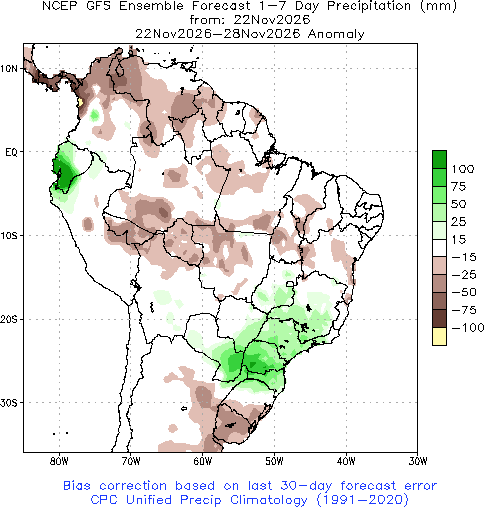 NCEP GFS Ensemble Forecast 1−7 Day Precipitation (mm)
from: 22Nov2026
22Nov2026−28Nov2026 Anomaly
10N
EQ
10S
20S
30S
80W
70W
60W
50W
40W
30W
100
75
50
25
15
−15
−25
−50
−75
−100
Bias correction based on last 30−day forecast error
CPC Unified Precip Climatology (1991−2020)